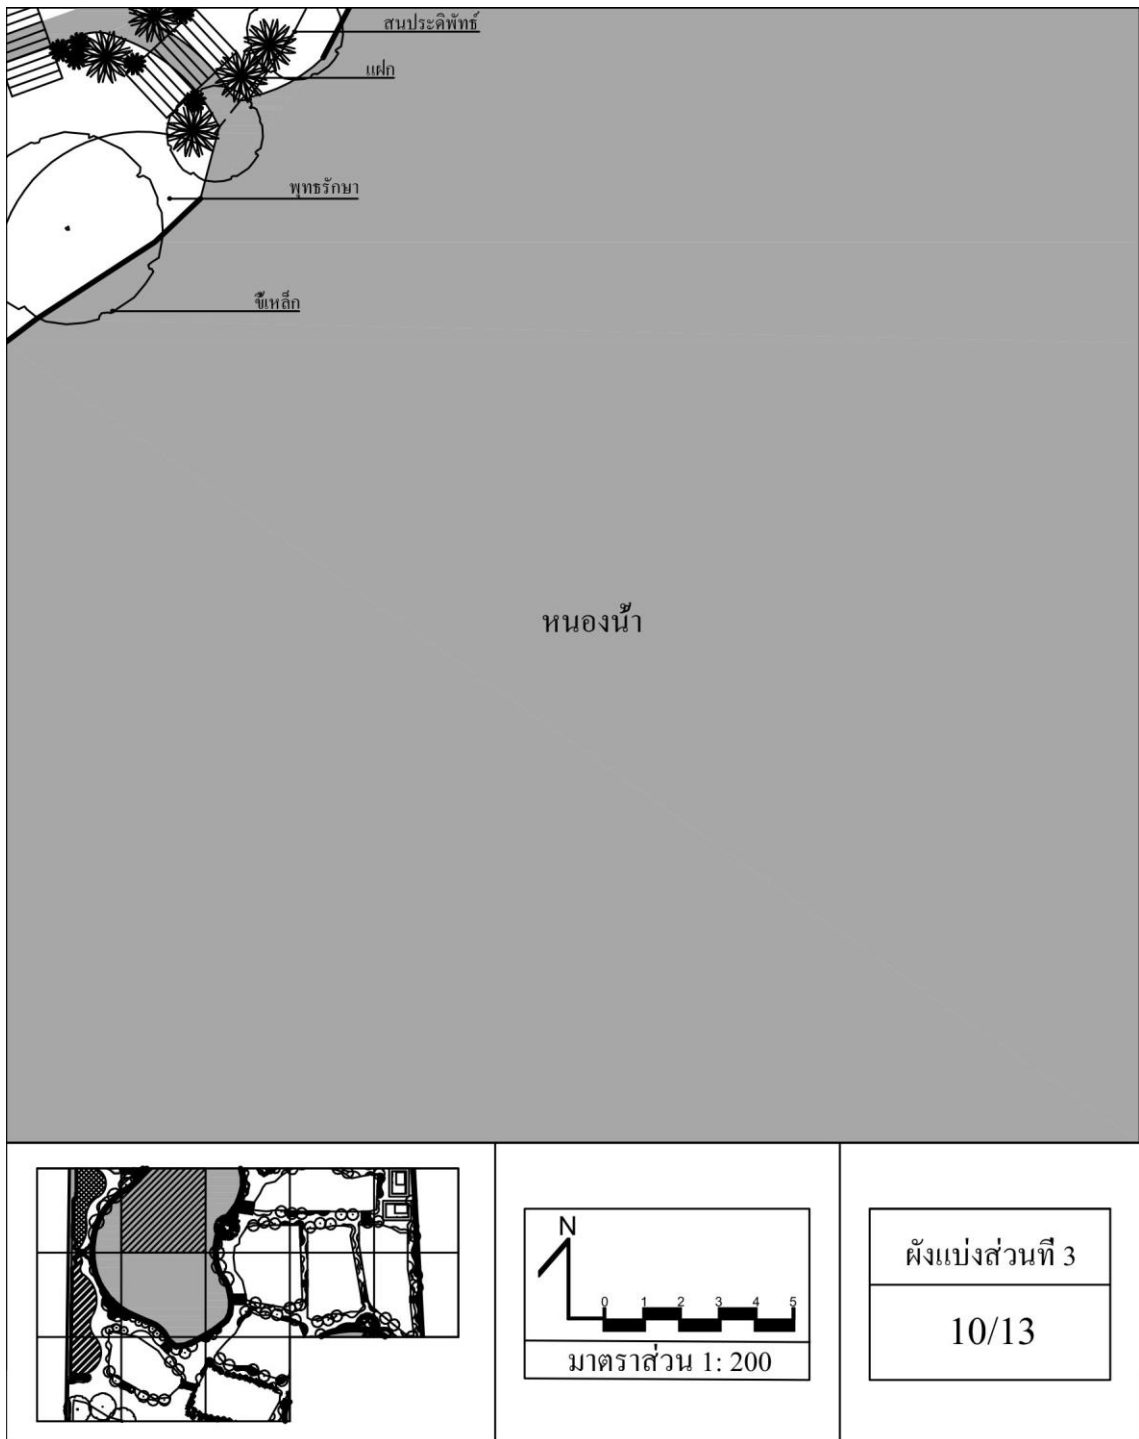 สนประดิพัทธ์
แฝก
พุทธรักษา
ขี้เหล็ก
หนองน้ำ
N
0 1 2 3 4 5
มาตราส่วน 1: 200
ผังแบ่งส่วนที่ 3
10/13